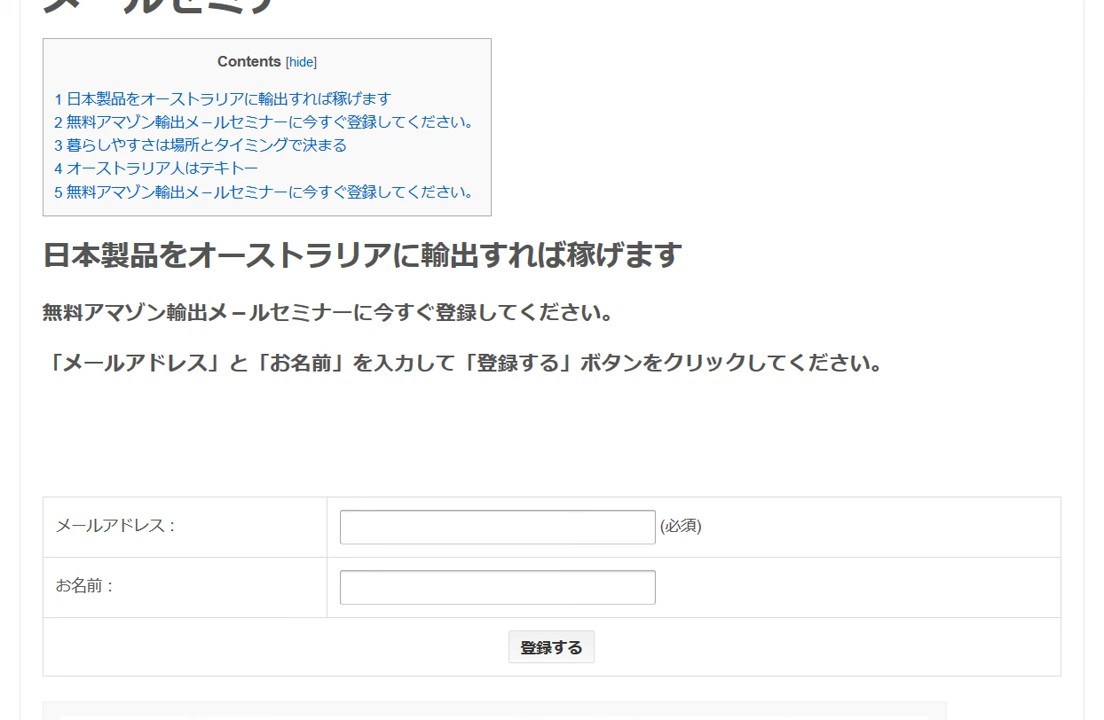 メールセミナ
Contents [hide]
1 日本製品をオーストラリアに輸出すれば稼げます
2 無料アマゾン輸出メ－ルセミナーに今すぐ登録してください。
3 暮らしやすさは場所とタイミングで決まる
4 オーストラリア人はテキトー
5 無料アマゾン輸出メ－ルセミナーに今すぐ登録してください。
日本製品をオーストラリアに輸出すれば稼げます
無料アマゾン輸出メ－ルセミナーに今すぐ登録してください。
「メールアドレス」と「お名前」を入力して「登録する」ボタンをクリックしてください。
メールアドレス： (必須)
お名前：
登録する